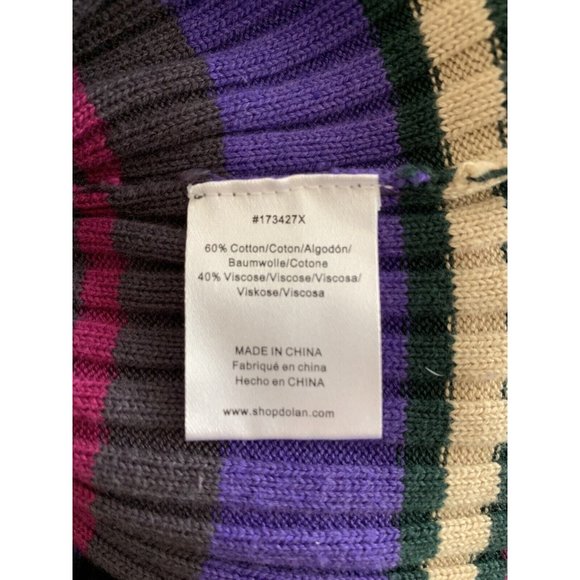 #173427X
60% Cotton/Coton/Algodón/
Baumwolle/Cotone
40% Viscose/Viscose/Viscosa/
Viskose/Viscosa
MADE IN CHINA
Fabriqué en china
Hecho en CHINA
www.shopdolan.com